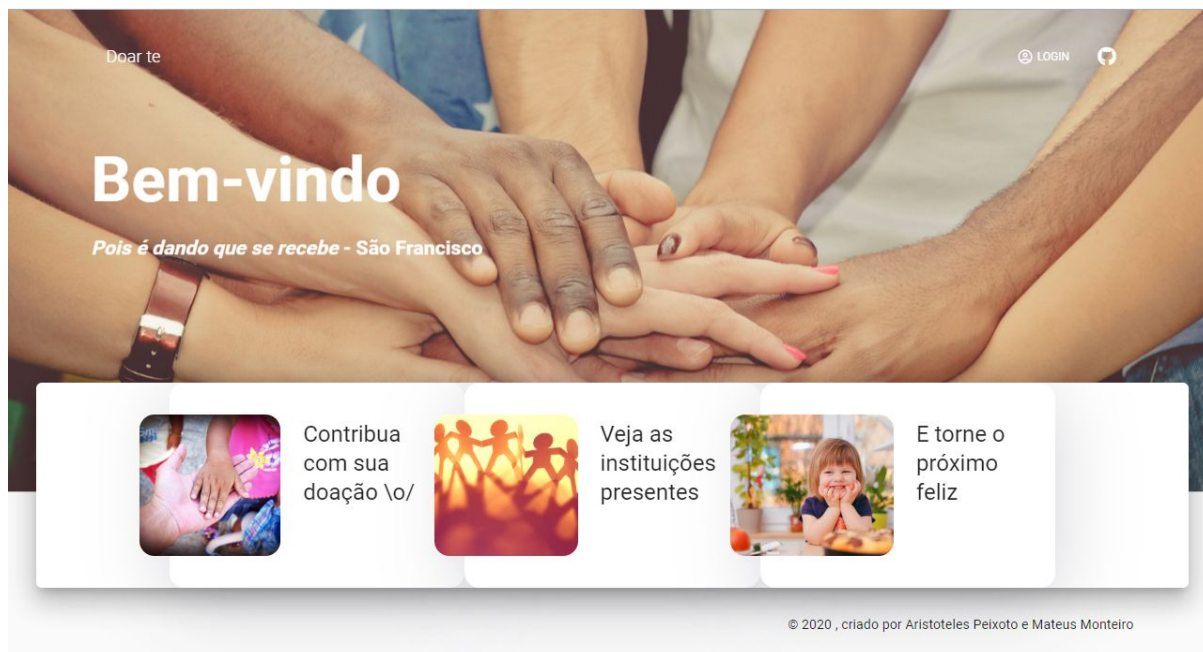 Doar te
LOGIN
Bem-vindo
Pois é dando que se recebe - São Francisco
Contribua
com sua
doação \o/
Veja as
instituições
presentes
E torne o
próximo
feliz
© 2020 , criado por Aristoteles Peixoto e Mateus Monteiro